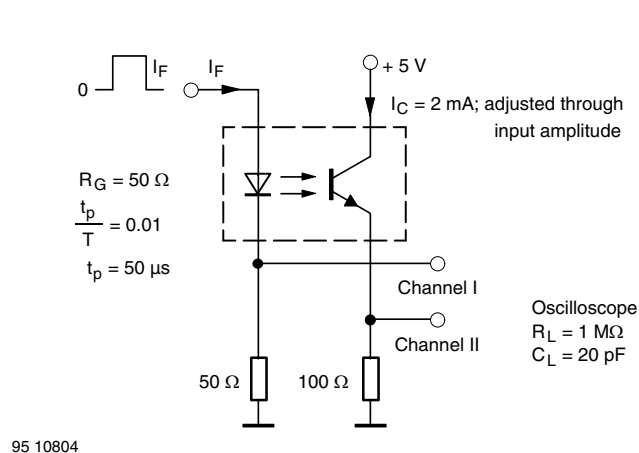 0
I_F
I_F
+ 5 V
I_C = 2 mA; adjusted through
input amplitude
R_G = 50 Ω
t_p
T
= 0.01
t_p = 50 µs
Channel I
Channel II
Oscilloscope
R_L = 1 MΩ
C_L = 20 pF
50 Ω
100 Ω
95 10804